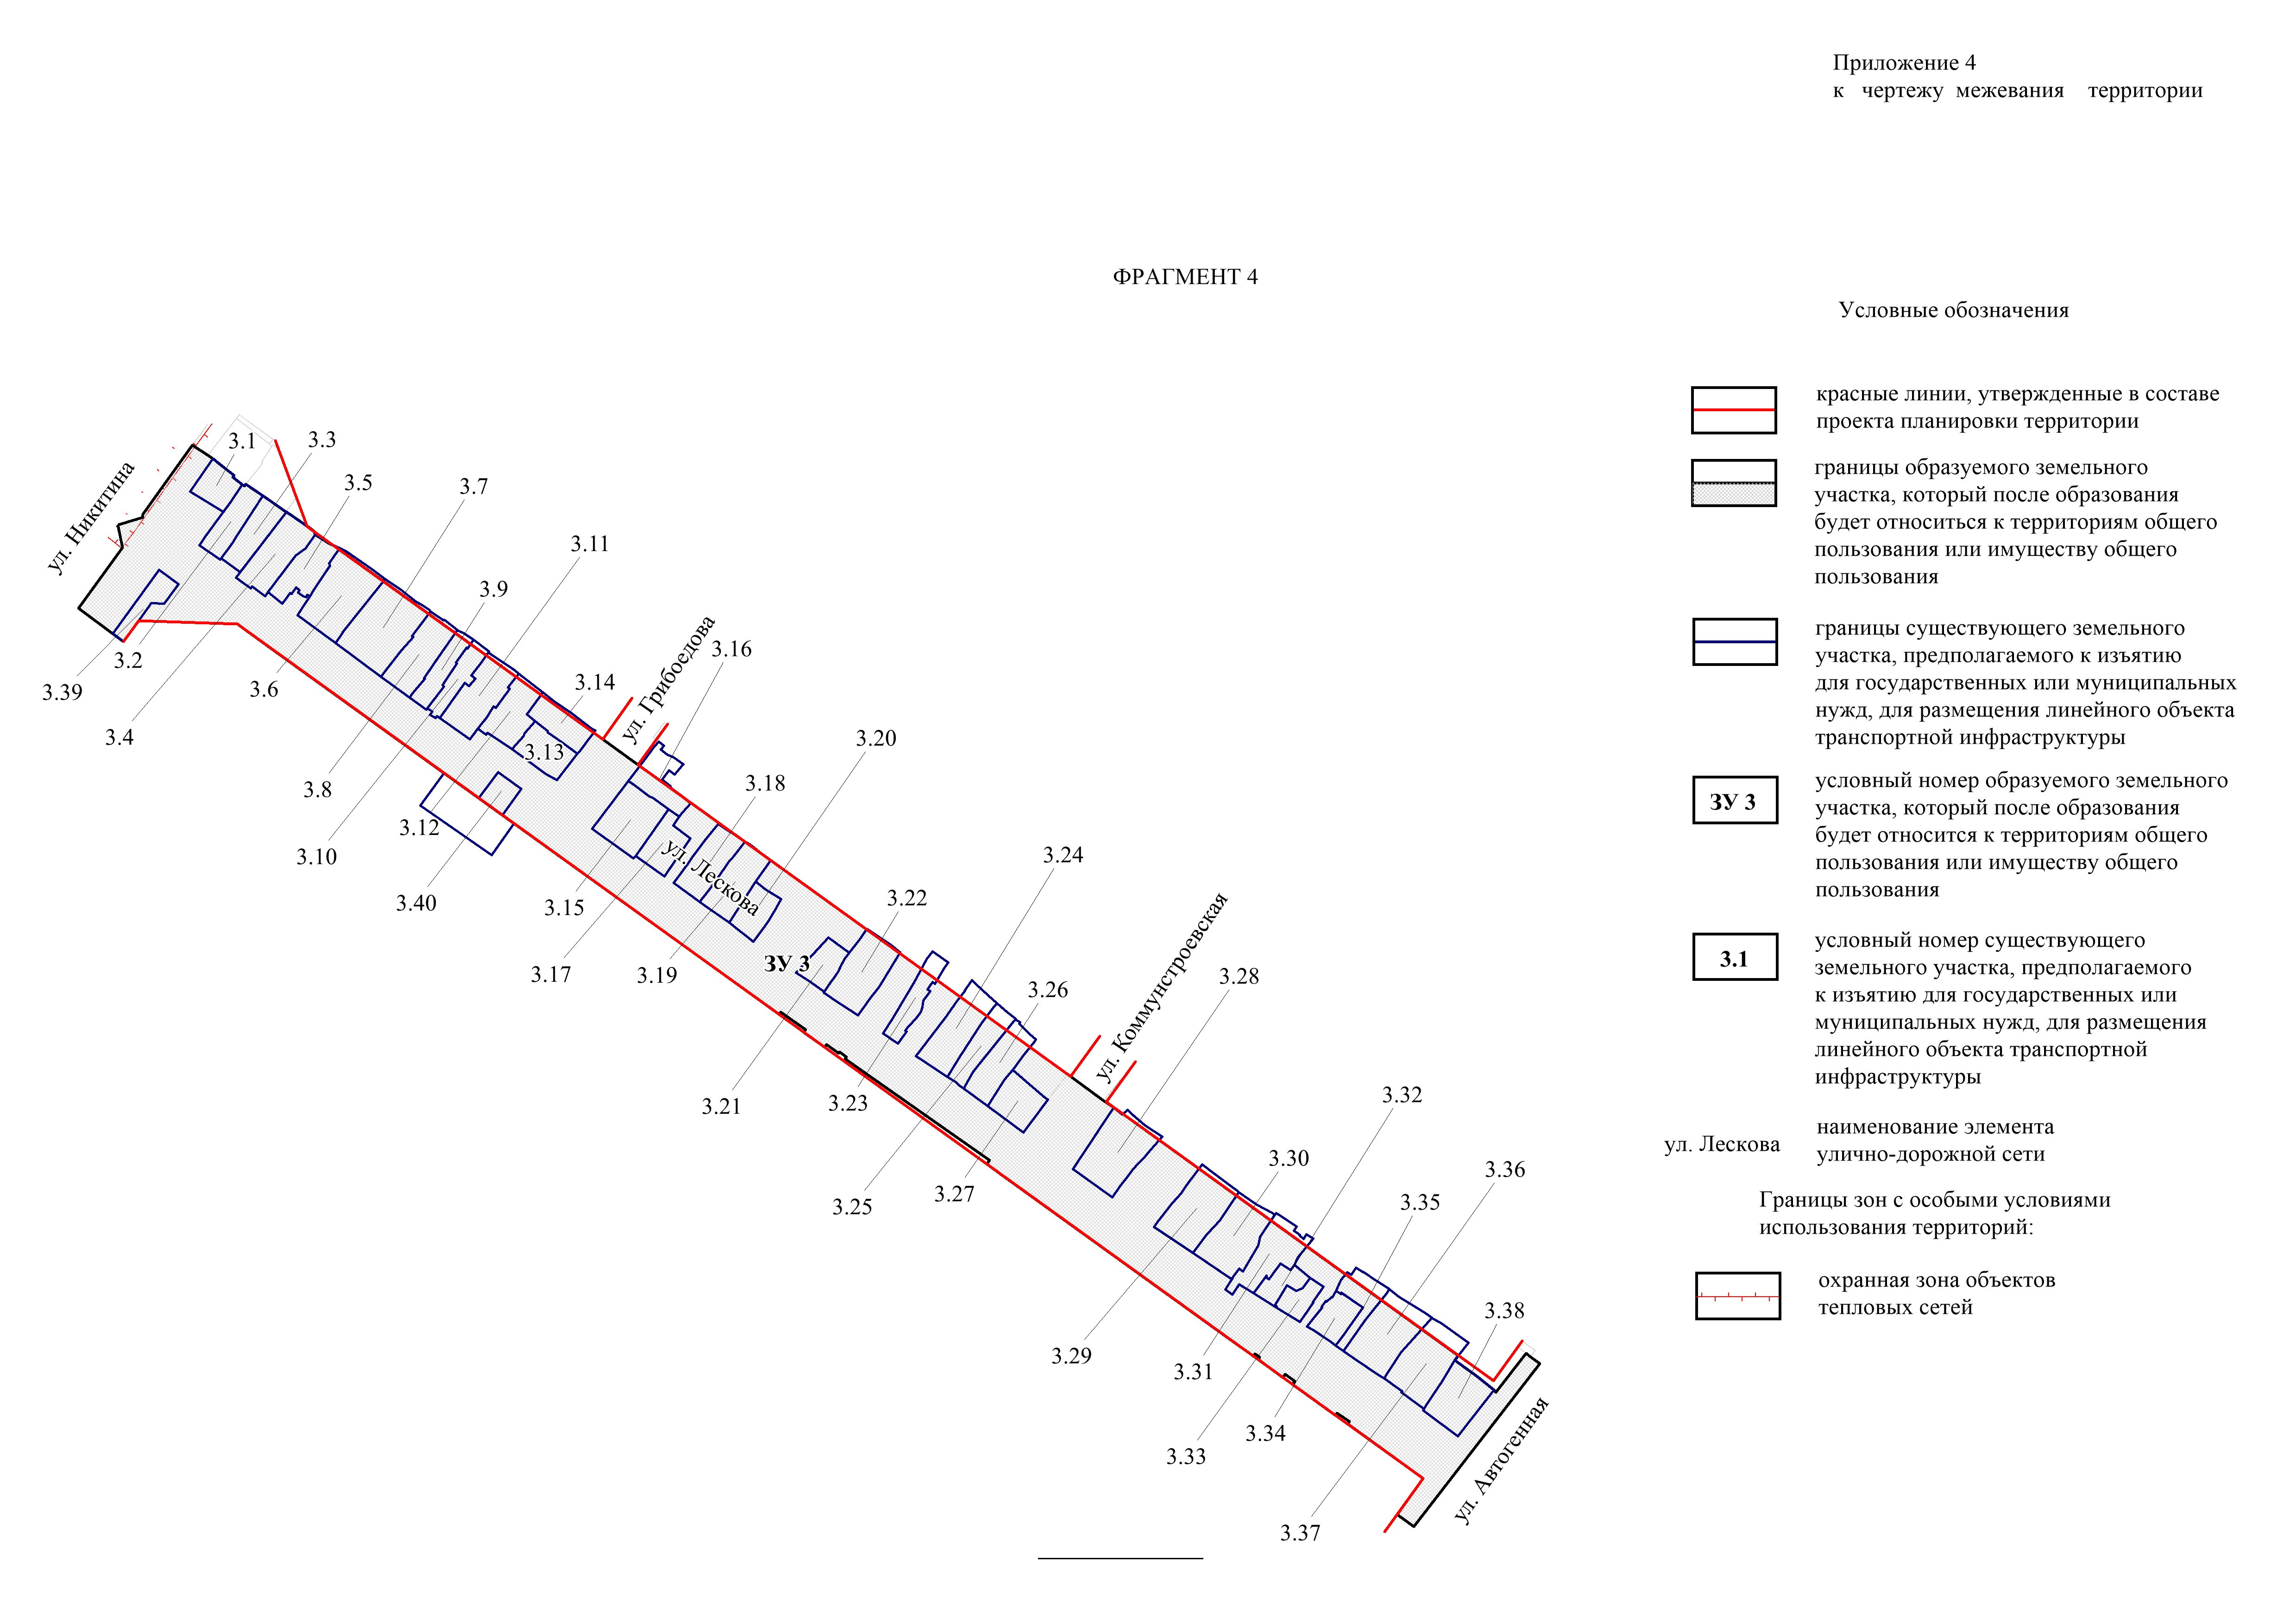 Приложение 4
к чертежу межевания территории
ФРАГМЕНТ 4
Условные обозначения
красные линии, утвержденные в составе
проекта планировки территории
границы образуемого земельного
участка, который после образования
будет относиться к территориям общего
пользования или имуществу общего
пользования
границы существующего земельного
участка, предполагаемого к изъятию
для государственных или муниципальных
нужд, для размещения линейного объекта
транспортной инфраструктуры
ЗУ 3
условный номер образуемого земельного
участка, который после образования
будет относится к территориям общего
пользования или имуществу общего
пользования
3.1
условный номер существующего
земельного участка, предполагаемого
к изъятию для государственных или
муниципальных нужд, для размещения
линейного объекта транспортной
инфраструктуры
ул. Лескова
наименование элемента
улично-дорожной сети
Границы зон с особыми условиями
использования территорий:
охранная зона объектов
тепловых сетей
ул. Никитина
3.1
3.3
3.5
3.7
3.11
3.9
ул. Грибоедова
3.16
3.14
3.13
3.39
3.2
3.4
3.6
3.8
3.12
3.10
3.40
3.20
3.18
ул. Лескова
3.15
3.17
3.19
ЗУ 3
3.22
3.24
3.26
ул. Коммунстроевская
3.28
3.21
3.23
3.25
3.27
3.32
3.30
3.35
3.36
3.38
3.29
3.31
3.33
3.34
3.37
ул. Автогенная